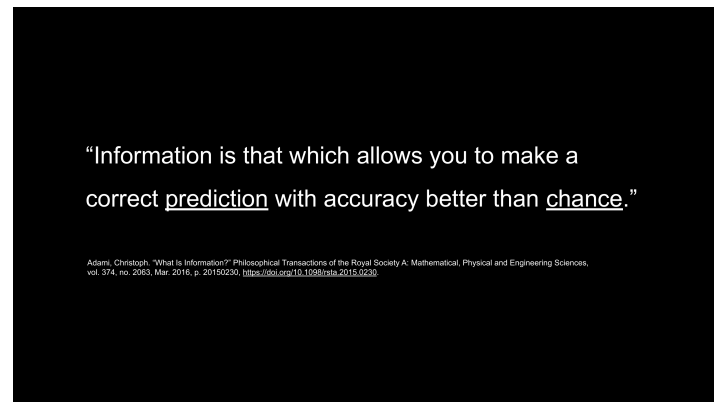 “Information is that which allows you to make a
correct prediction with accuracy better than chance.”
Adami, Christoph. “What Is Information?” Philosophical Transactions of the Royal Society A: Mathematical, Physical and Engineering Sciences,
vol. 374, no. 2063, Mar. 2016, p. 20150230, https://doi.org/10.1098/rsta.2015.0230.